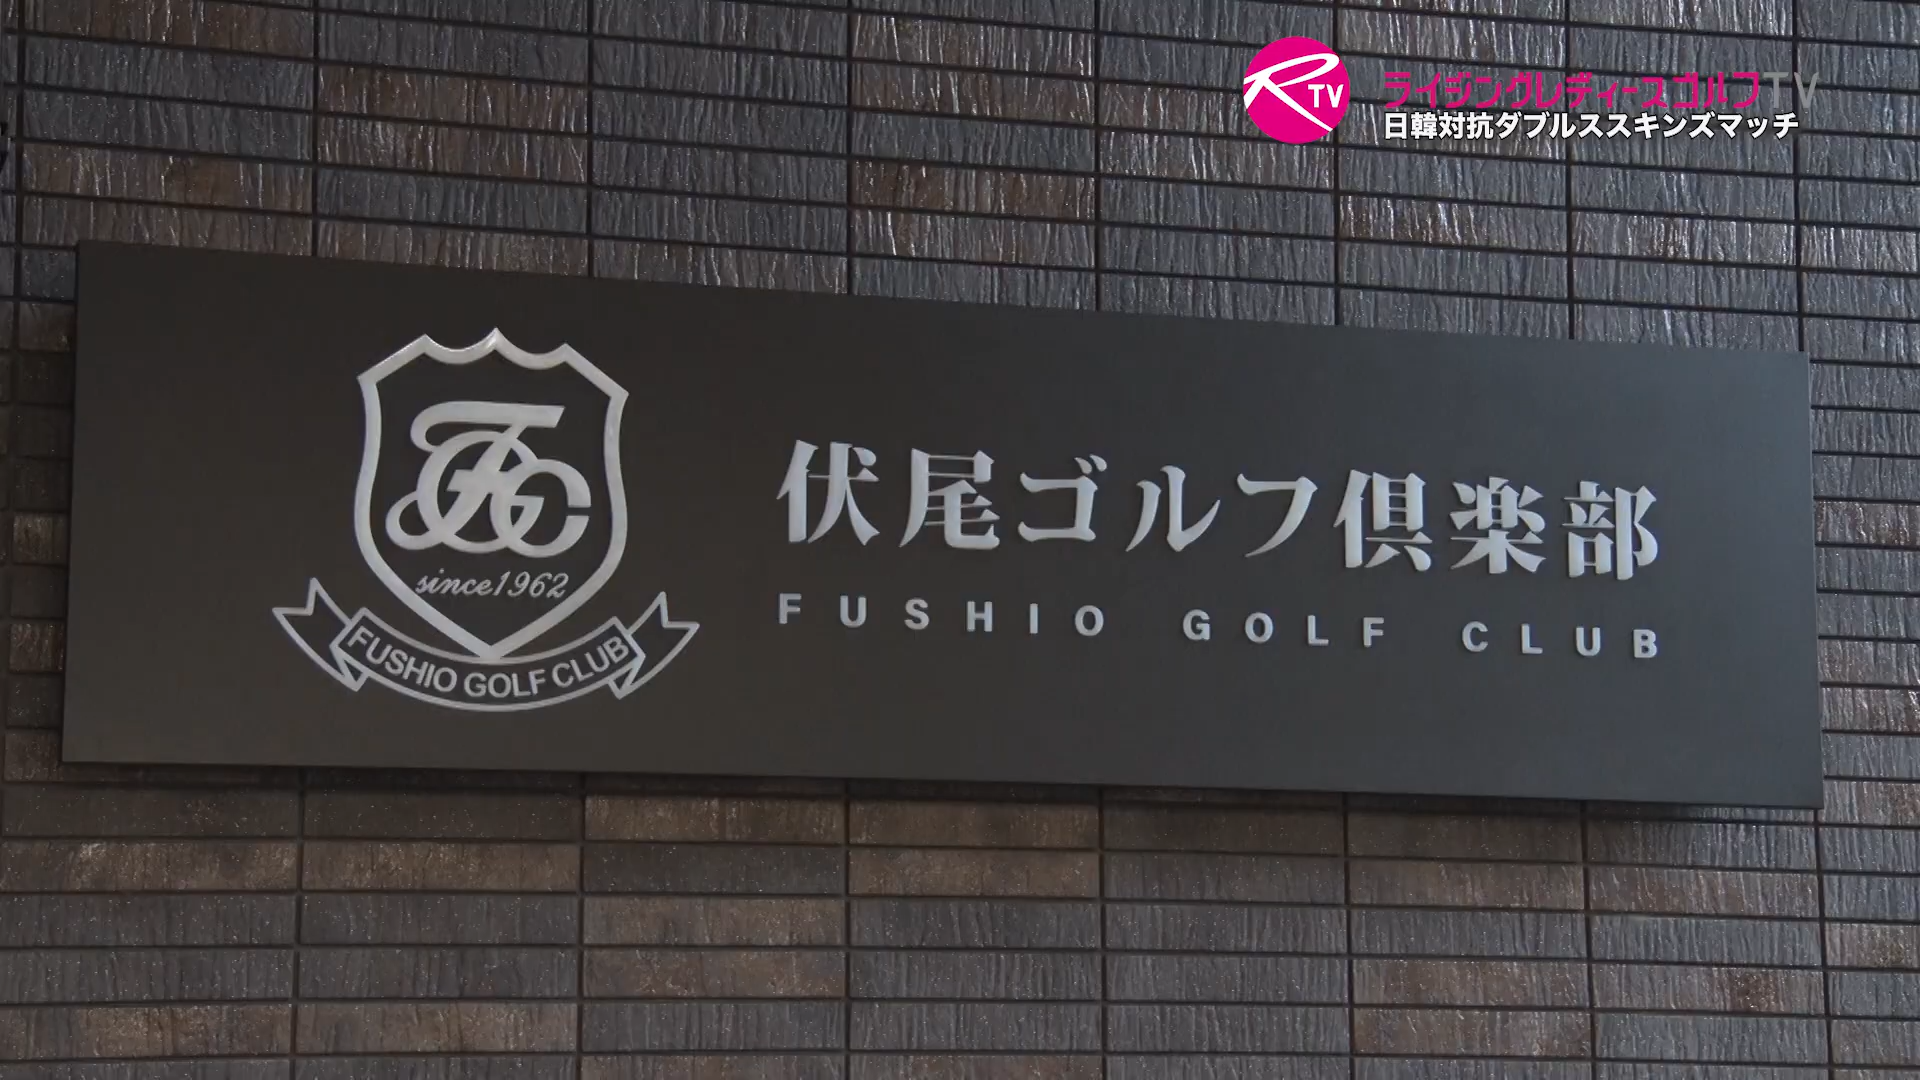 RTV
ライジングレディースゴルフTV
日韓対抗ダブルススキンズマッチ
FGC
since1962
FUSHIO GOLF CLUB
伏尾ゴルフ倶楽部
FUSHIO GOLF CLUB